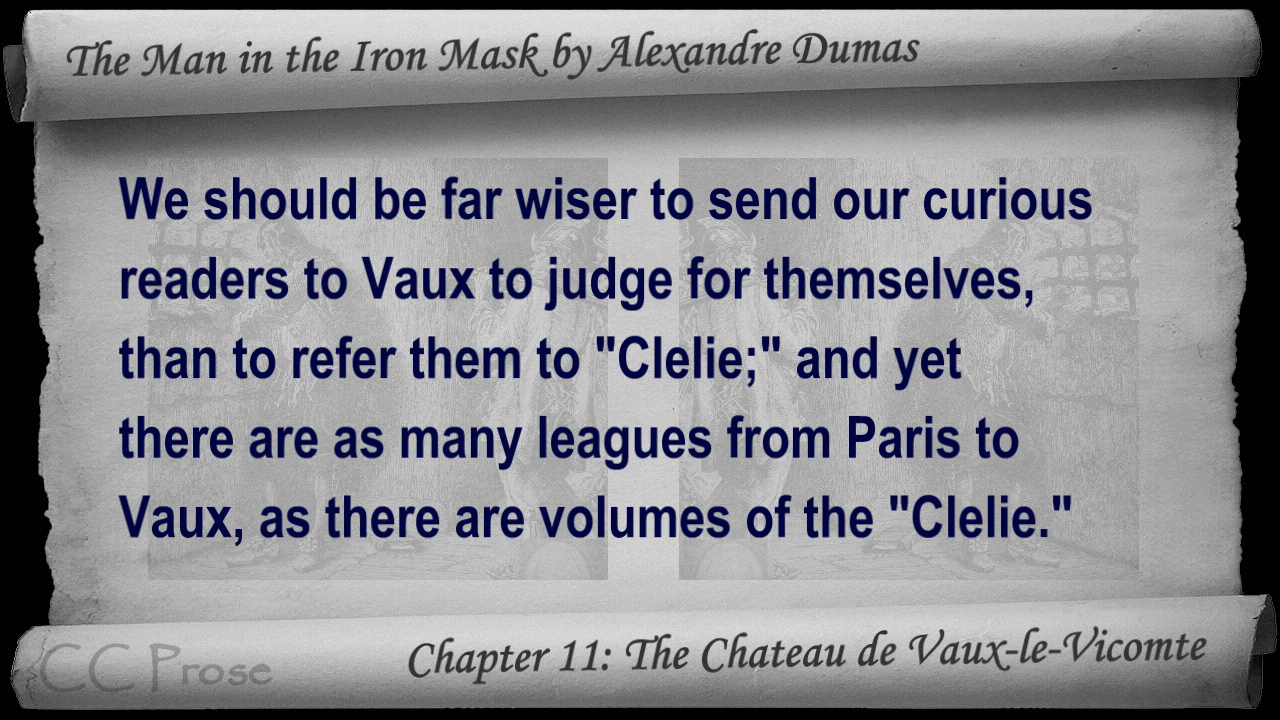 The Man in the Iron Mask by Alexandre Dumas
We should be far wiser to send our curious
readers to Vaux to judge for themselves,
than to refer them to "Clelie;" and yet
there are as many leagues from Paris to
Vaux, as there are volumes of the "Clelie."
CC Prose
Chapter 11: The Chateau de Vaux-le-Vicomte